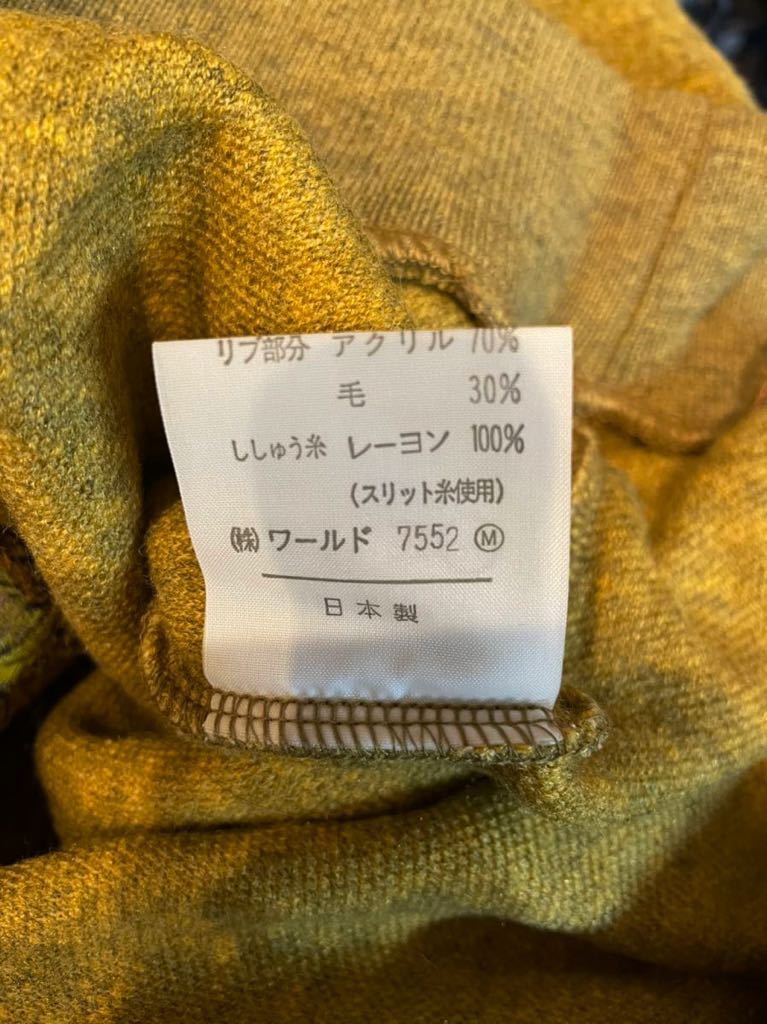 リブ部分 アクリル 70%
毛 30%
ししゅう糸 レーヨン 100%
(スリット糸使用)
㈱ワールド 7552 Ⓜ
日本製